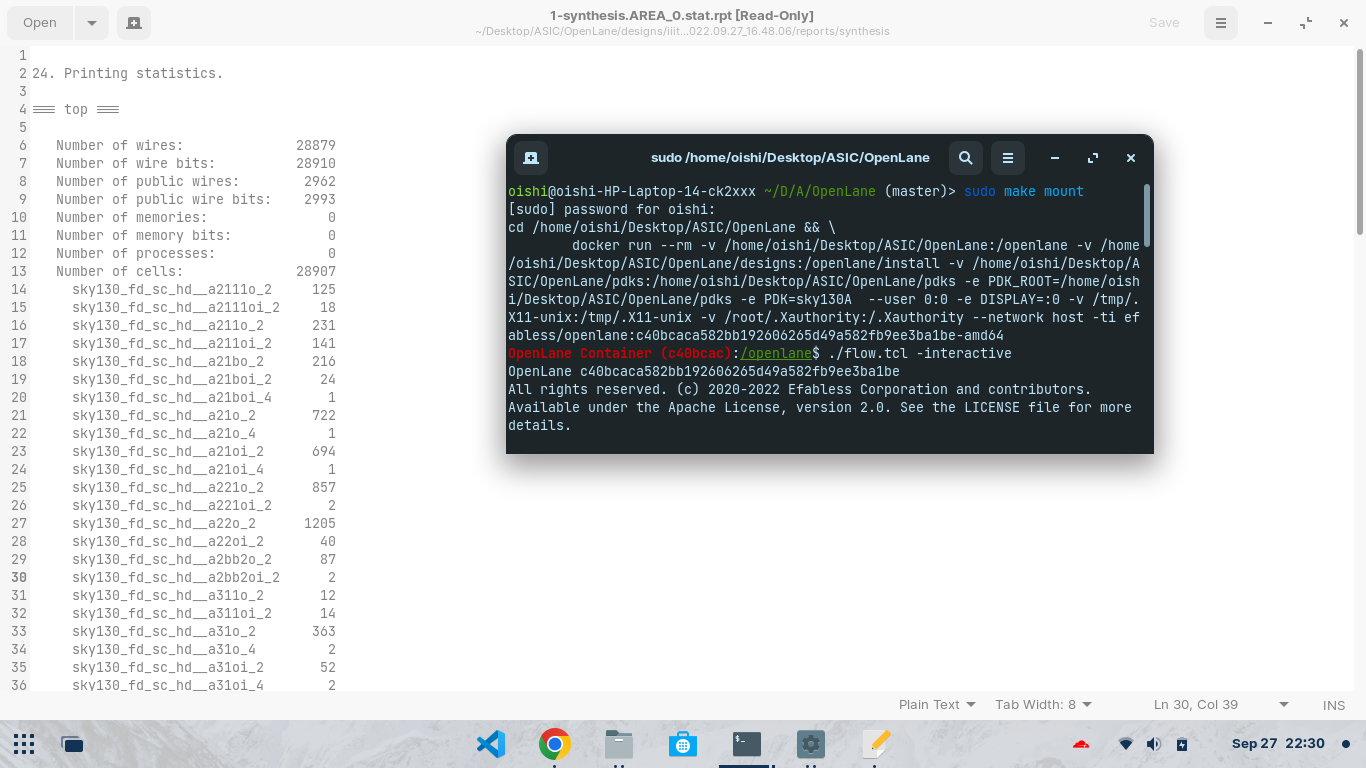 Open
1-synthesis.AREA_0.stat.rpt [Read-Only]
~/Desktop/ASIC/OpenLane/designs/iiit...022.09.27_16.48.06/reports/synthesis
Save
1
2 24. Printing statistics.
3
4 === top ===
5
6 Number of wires: 28879
7 Number of wire bits: 28910
8 Number of public wires: 2962
9 Number of public wire bits: 2993
10 Number of memories: 0
11 Number of memory bits: 0
12 Number of processes: 0
13 Number of cells: 28907
14 sky130_fd_sc_hd__a2111o_2 125
15 sky130_fd_sc_hd__a2111oi_2 18
16 sky130_fd_sc_hd__a211o_2 231
17 sky130_fd_sc_hd__a211oi_2 141
18 sky130_fd_sc_hd__a21bo_2 216
19 sky130_fd_sc_hd__a21boi_2 24
20 sky130_fd_sc_hd__a21boi_4 1
21 sky130_fd_sc_hd__a21o_2 722
22 sky130_fd_sc_hd__a21o_4 1
23 sky130_fd_sc_hd__a21oi_2 694
24 sky130_fd_sc_hd__a21oi_4 1
25 sky130_fd_sc_hd__a221o_2 857
26 sky130_fd_sc_hd__a221oi_2 2
27 sky130_fd_sc_hd__a22o_2 1205
28 sky130_fd_sc_hd__a22oi_2 40
29 sky130_fd_sc_hd__a2bb2o_2 87
30 sky130_fd_sc_hd__a2bb2oi_2 2
31 sky130_fd_sc_hd__a311o_2 12
32 sky130_fd_sc_hd__a311oi_2 14
33 sky130_fd_sc_hd__a31o_2 363
34 sky130_fd_sc_hd__a31o_4 2
35 sky130_fd_sc_hd__a31oi_2 52
36 sky130_fd_sc_hd__a31oi_4 2
sudo /home/oishi/Desktop/ASIC/OpenLane
oishi@oishi-HP-Laptop-14-ck2xxx ~/D/A/OpenLane (master)> sudo make mount
[sudo] password for oishi:
cd /home/oishi/Desktop/ASIC/OpenLane && \
docker run --rm -v /home/oishi/Desktop/ASIC/OpenLane:/openlane -v /home
/oishi/Desktop/ASIC/OpenLane/designs:/openlane/install -v /home/oishi/Desktop/A
SIC/OpenLane/pdks:/home/oishi/Desktop/ASIC/OpenLane/pdks -e PDK_ROOT=/home/oish
i/Desktop/ASIC/OpenLane/pdks -e PDK=sky130A  --user 0:0 -e DISPLAY=:0 -v /tmp/.
X11-unix:/tmp/.X11-unix -v /root/.Xauthority:/.Xauthority --network host -ti ef
abless/openlane:c40bcaca582bb192606265d49a582fb9ee3ba1be-amd64
OpenLane Container (c40bcac):/openlane$ ./flow.tcl -interactive
OpenLane c40bcaca582bb192606265d49a582fb9ee3ba1be
All rights reserved. (c) 2020-2022 Efabless Corporation and contributors.
Available under the Apache License, version 2.0. See the LICENSE file for more
details.
Plain Text
Tab Width: 8
Ln 30, Col 39
INS
$_
Sep 27 22:30